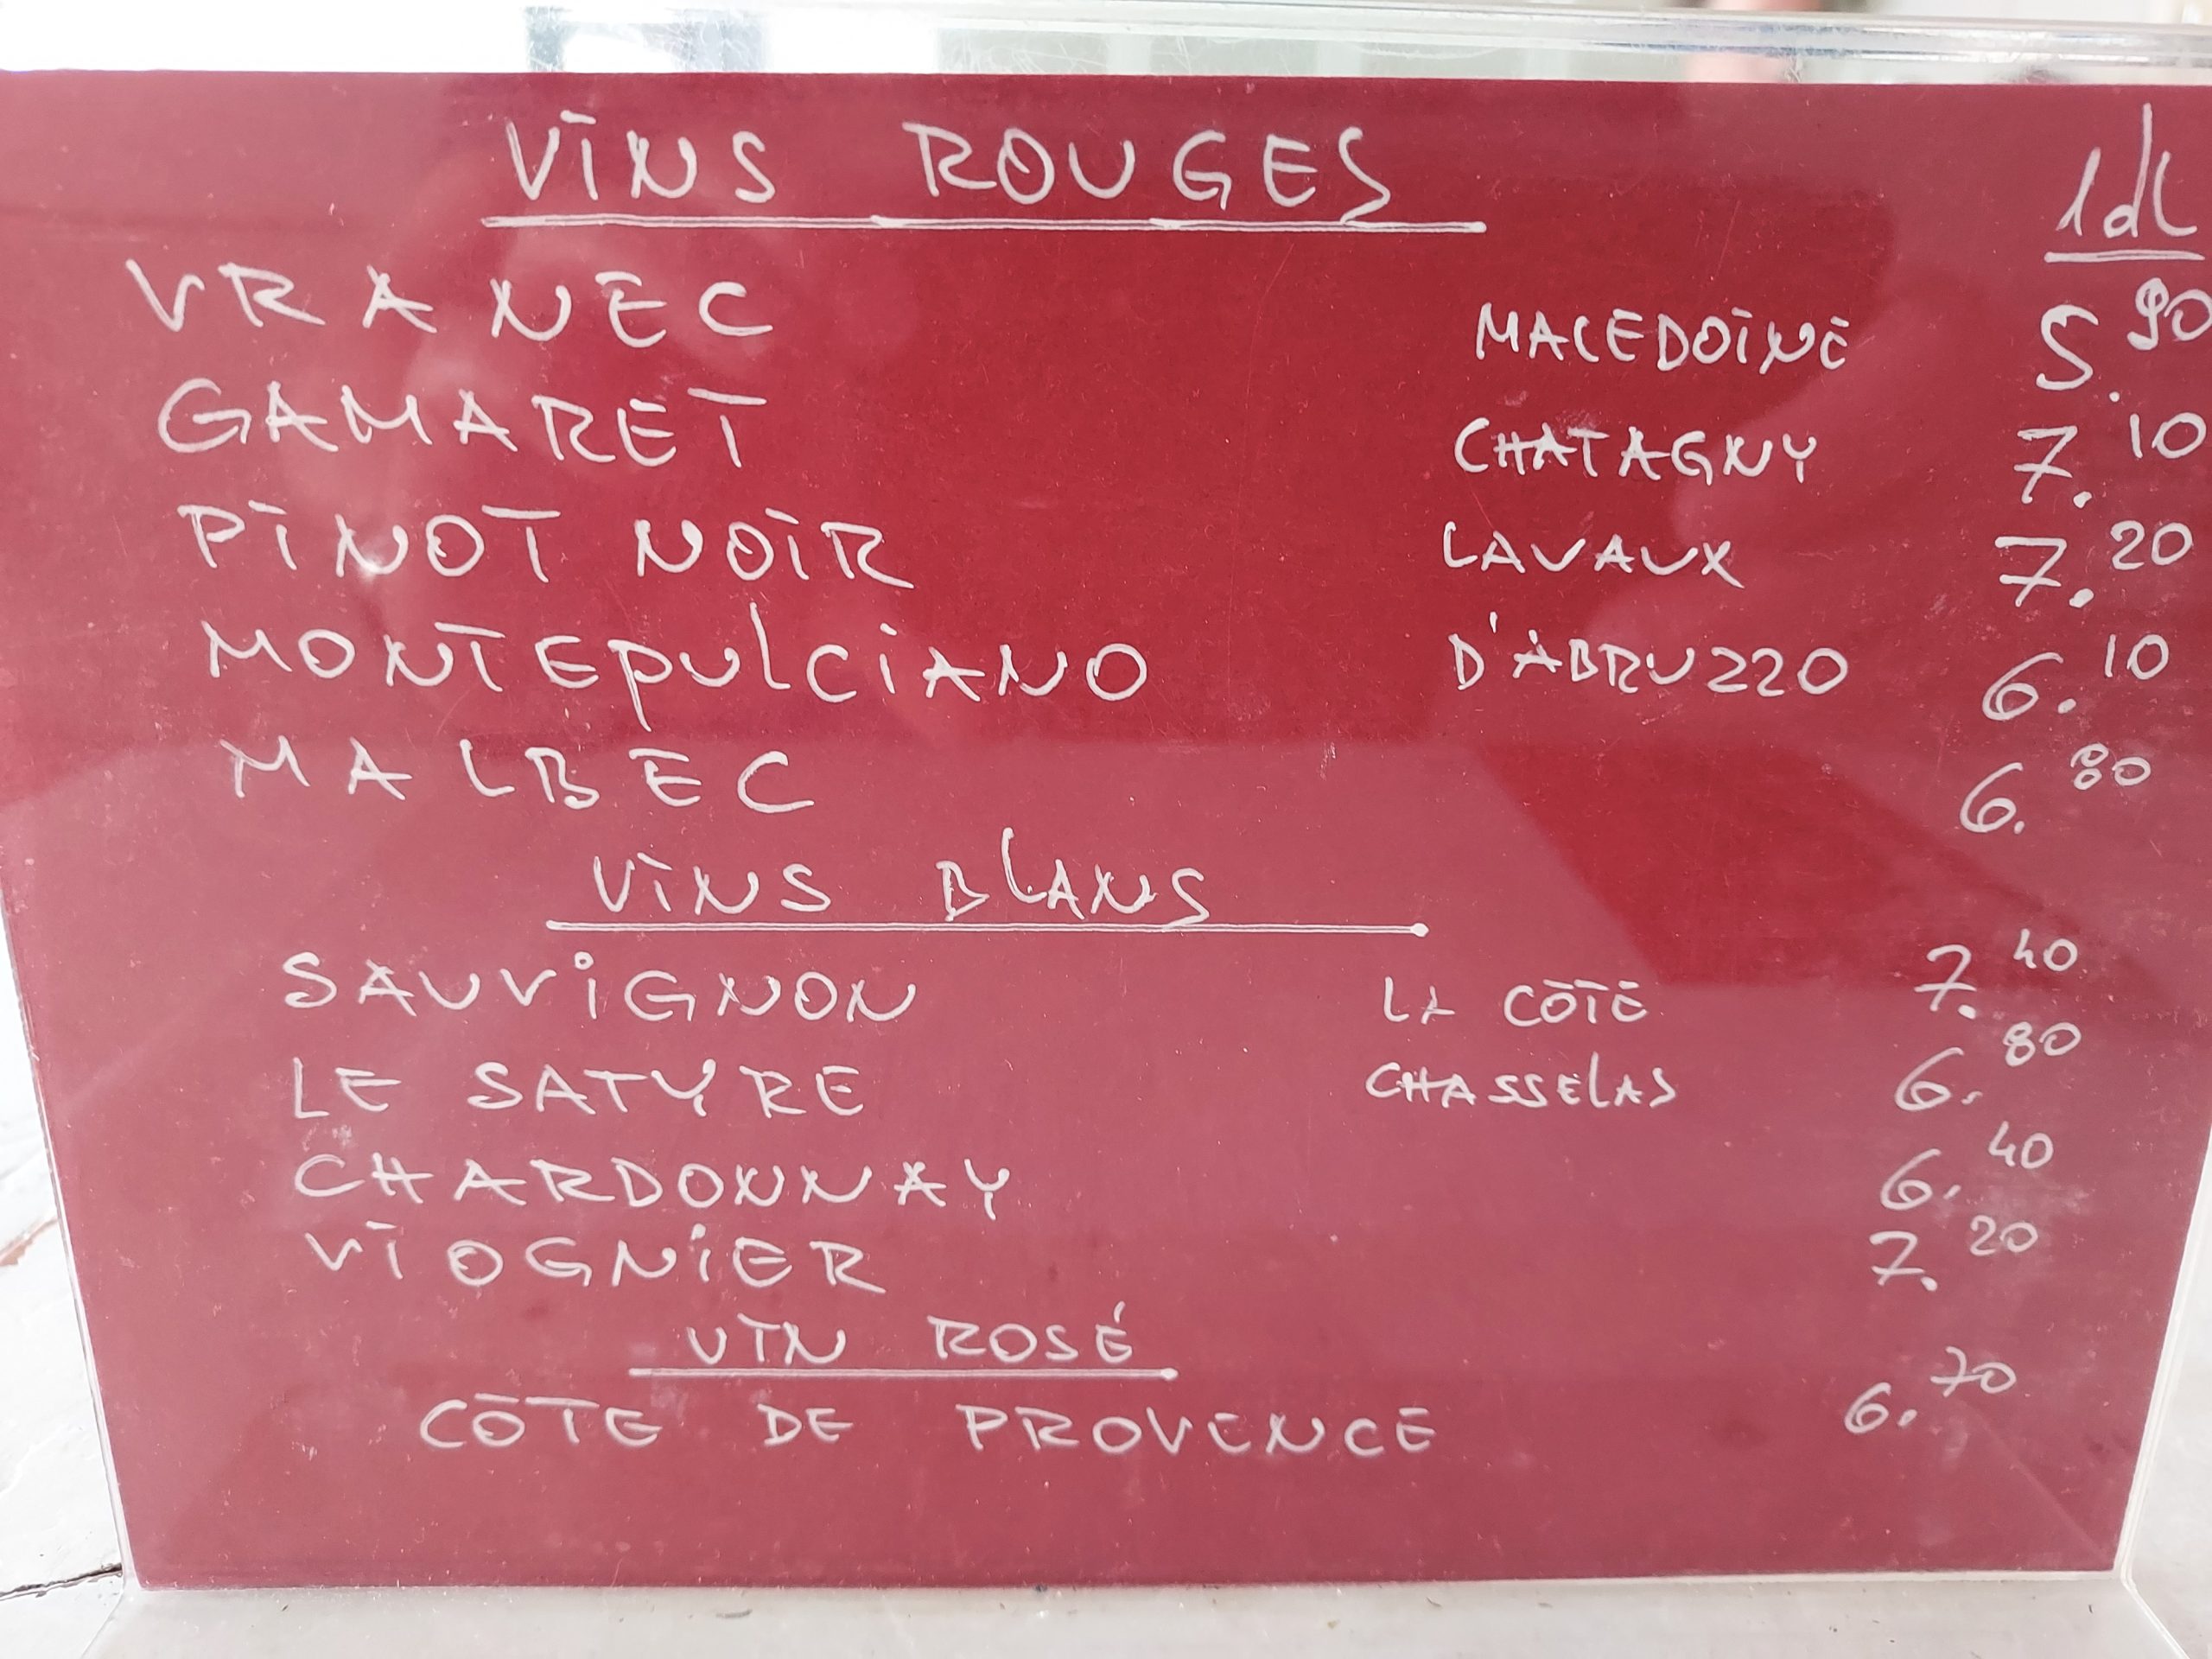 VINS ROUGES 1dl
VRANEC MACEDOINE 5.90
GAMARET CHATAGNY 7.10
PINOT NOIR LAVAUX 7.20
MONTEPULCIANO D'ABRUZZO 6.10
MALBEC 6.80
VINS BLANS
SAUVIGNON LA CÔTE 7.40
LE SATYRE CHASSELAS 6.80
CHARDONNAY 6.40
VIOGNIER 7.20
VIN ROSÉ
CÔTE DE PROVENCE 6.70